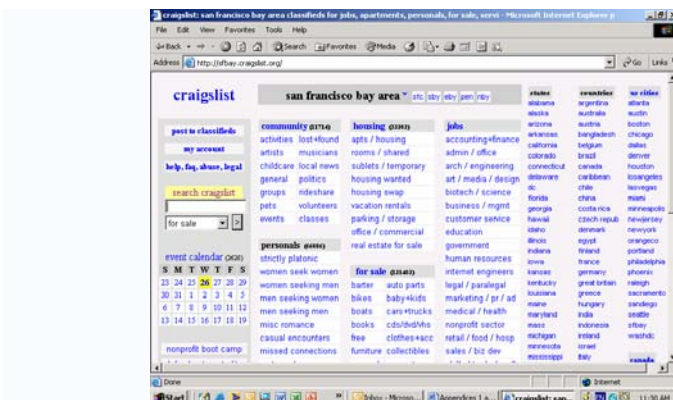 craigslist: san francisco bay area classifieds for jobs, apartments, personals, for sale, servi - Microsoft Internet Explorer p
File Edit View Favorites Tools Help
Back Search Favorites Media
Address http://sfbay.craigslist.org/ Go Links
craigslist
post to classifieds
my account
help, faq, abuse, legal
search craigslist
for sale >
event calendar
S M T W T F S
23 24 25 26 27 28 29
30 31 1 2 3 4 5
6 7 8 9 10 11 12
13 14 15 16 17 18 19
nonprofit boot camp
san francisco bay area sfc sby eby pen nby
community
activities lost+found
artists musicians
childcare local news
general politics
groups rideshare
pets volunteers
events classes
personals
strictly platonic
women seek women
women seeking men
men seeking women
men seeking men
misc romance
casual encounters
missed connections
housing
apts / housing
rooms / shared
sublets / temporary
housing wanted
housing swap
vacation rentals
parking / storage
office / commercial
real estate for sale
for sale
barter auto parts
bikes baby+kids
boats cars+trucks
books cds/dvd/vhs
free clothes+acc
furniture collectibles
jobs
accounting+finance
admin / office
arch / engineering
art / media / design
biotech / science
business / mgmt
customer service
education
government
human resources
internet engineers
legal / paralegal
marketing / pr / ad
medical / health
nonprofit sector
retail / food / hosp
sales / biz dev
states
alabama
alaska
arizona
arkansas
california
colorado
connecticut
delaware
dc
florida
georgia
hawaii
idaho
illinois
indiana
iowa
kansas
kentucky
louisiana
maine
maryland
mass
michigan
minnesota
mississippi
countries
argentina
australia
austria
bangladesh
belgium
brazil
canada
caribbean
chile
china
costa rica
czech repub
denmark
egypt
finland
france
germany
great britain
greece
hungary
india
indonesia
ireland
israel
italy
us cities
atlanta
austin
boston
chicago
dallas
denver
houston
losangeles
lasvegas
miami
minneapolis
newjersey
newyork
orangeco
portland
philadelphia
phoenix
raleigh
sacramento
sandiego
seattle
sfbay
washdc
canada
Done Internet
Start Inbox - Microso... Appendices 1 a... craigslist: san... 11:30 AM